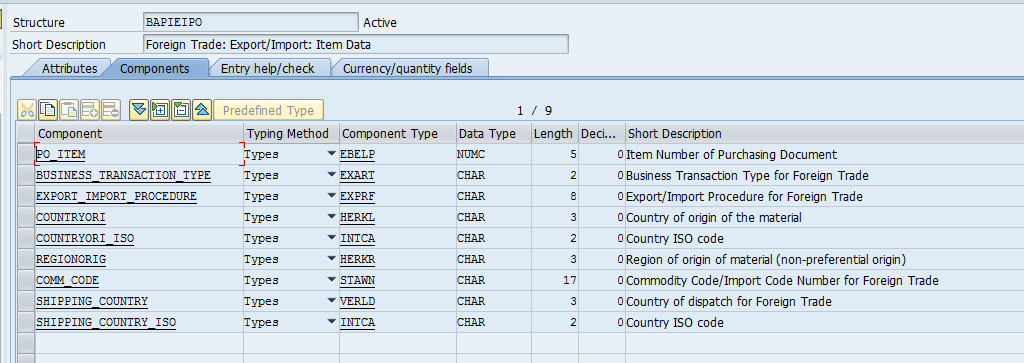 Structure BAPIEIPO Active
Short Description Foreign Trade: Export/Import: Item Data
Attributes Components Entry help/check Currency/quantity fields
Predefined Type 1 / 9
Component Typing Method Component Type Data Type Length Deci... Short Description
PO_ITEM Types EBELP NUMC 5 0 Item Number of Purchasing Document
BUSINESS_TRANSACTION_TYPE Types EXART CHAR 2 0 Business Transaction Type for Foreign Trade
EXPORT_IMPORT_PROCEDURE Types EXPRF CHAR 8 0 Export/Import Procedure for Foreign Trade
COUNTRYORI Types HERKL CHAR 3 0 Country of origin of the material
COUNTRYORI_ISO Types INTCA CHAR 2 0 Country ISO code
REGIONORIG Types HERKR CHAR 3 0 Region of origin of material (non-preferential origin)
COMM_CODE Types STAWN CHAR 17 0 Commodity Code/Import Code Number for Foreign Trade
SHIPPING_COUNTRY Types VERLD CHAR 3 0 Country of dispatch for Foreign Trade
SHIPPING_COUNTRY_ISO Types INTCA CHAR 2 0 Country ISO code